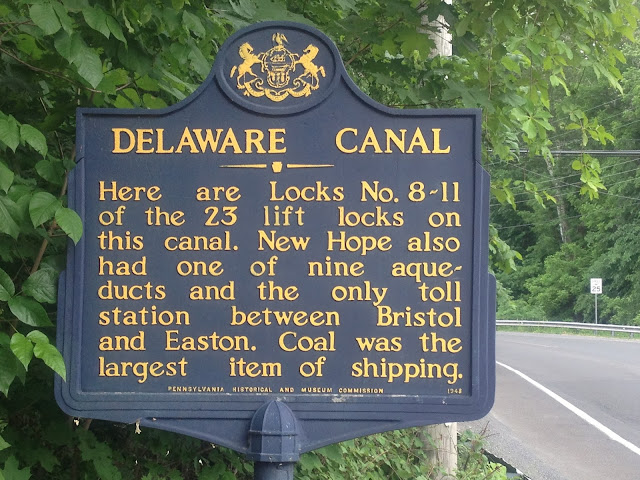 DELAWARE CANAL
Here are Locks No. 8-11
of the 23 lift locks on
this canal. New Hope also
had one of nine aque-
ducts and the only toll
station between Bristol
and Easton. Coal was the
largest item of shipping.
PENNSYLVANIA HISTORICAL AND MUSEUM COMMISSION 1948
25